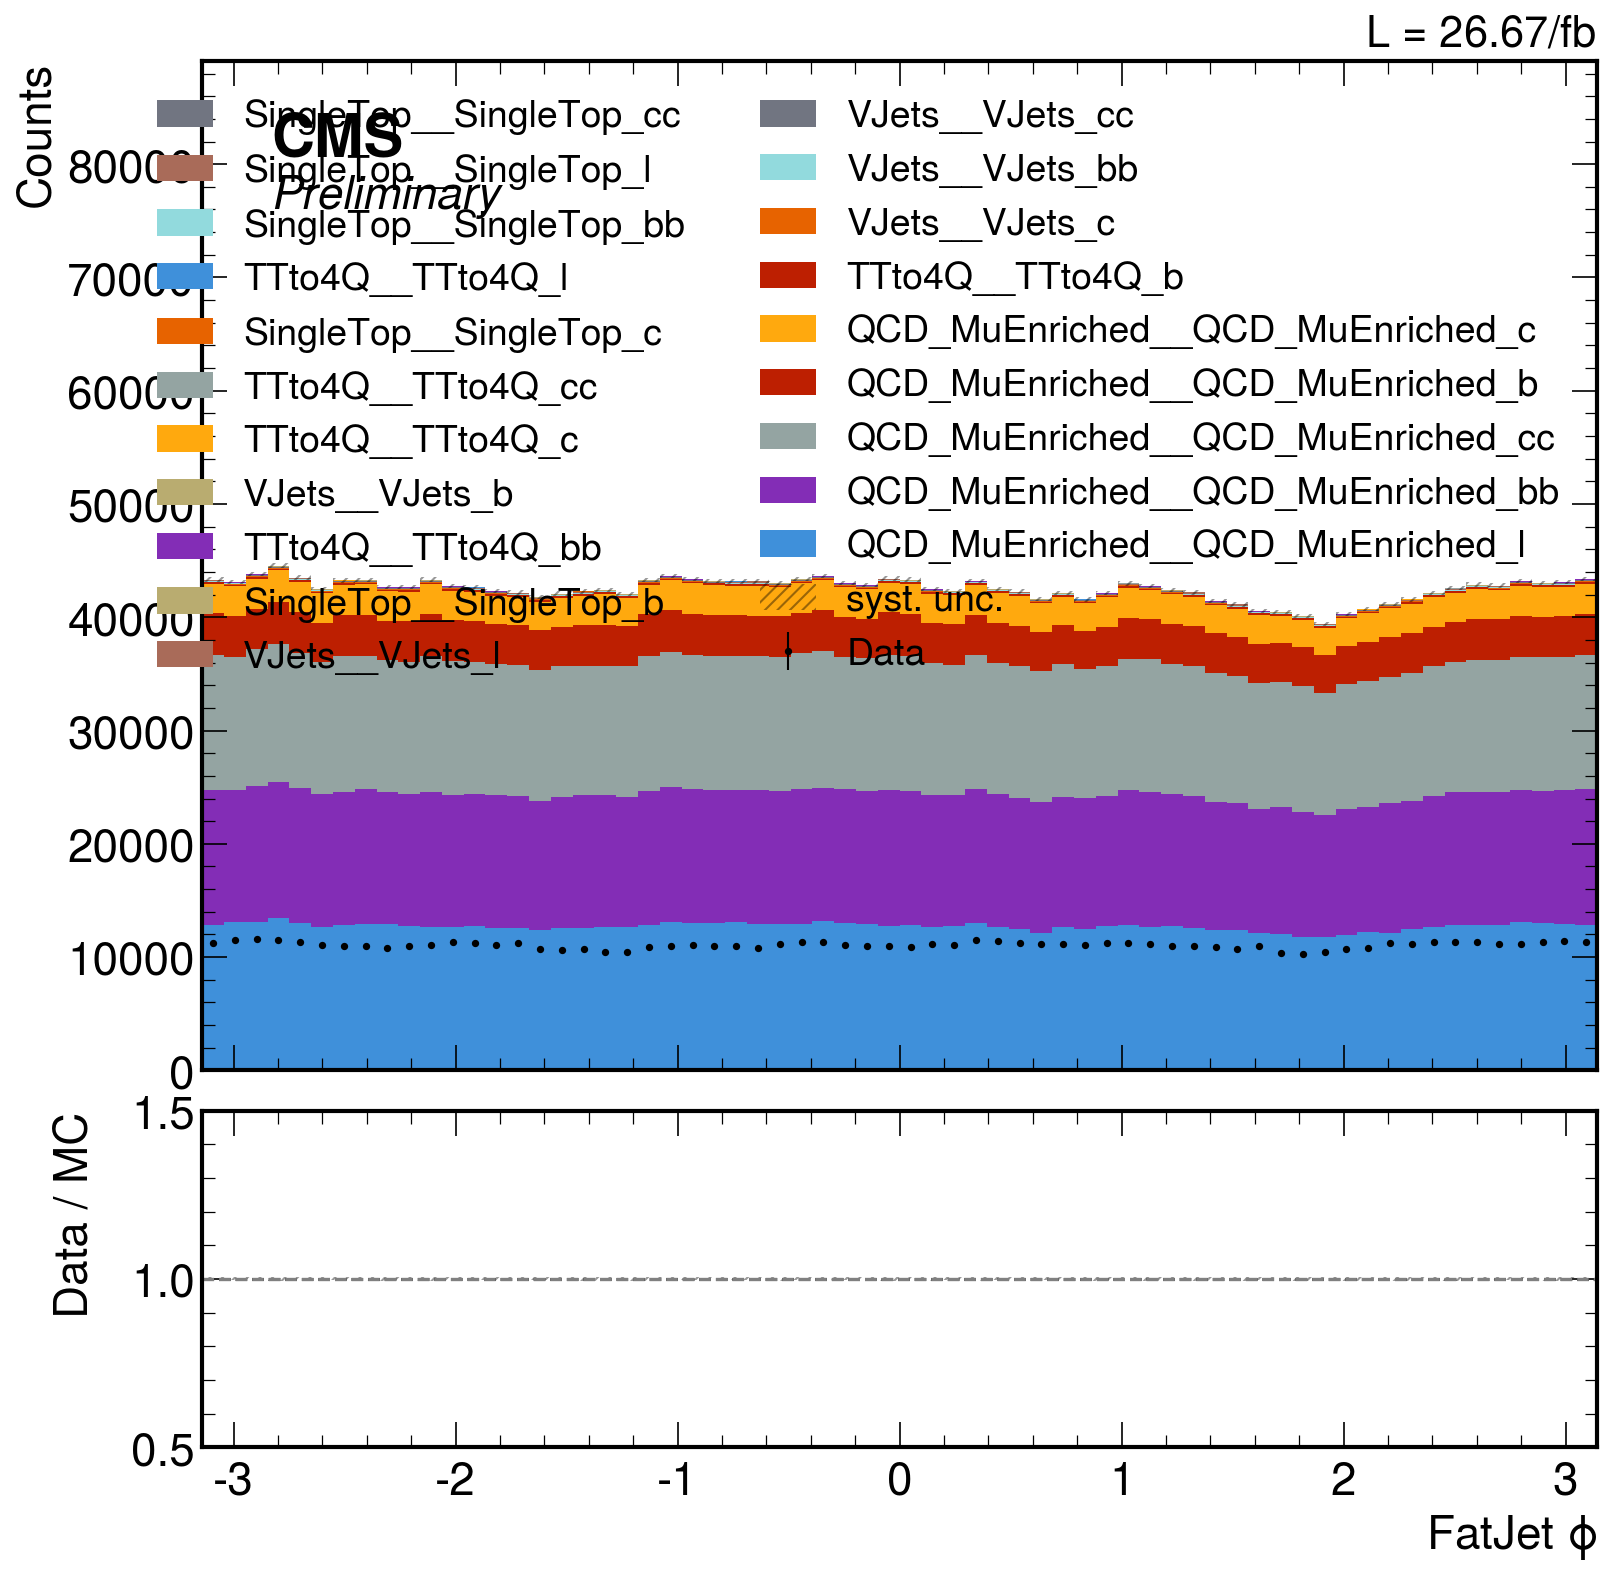 L = 26.67/fb
Counts
CMS
Preliminary
SingleTop__SingleTop_cc
SingleTop__SingleTop_l
SingleTop__SingleTop_bb
TTto4Q__TTto4Q_l
SingleTop__SingleTop_c
TTto4Q__TTto4Q_cc
TTto4Q__TTto4Q_c
VJets__VJets_b
TTto4Q__TTto4Q_bb
SingleTop__SingleTop_b
VJets__VJets_l
VJets__VJets_cc
VJets__VJets_bb
VJets__VJets_c
TTto4Q__TTto4Q_b
QCD_MuEnriched__QCD_MuEnriched_c
QCD_MuEnriched__QCD_MuEnriched_b
QCD_MuEnriched__QCD_MuEnriched_cc
QCD_MuEnriched__QCD_MuEnriched_bb
QCD_MuEnriched__QCD_MuEnriched_l
syst. unc.
Data
80000
70000
60000
50000
40000
30000
20000
10000
0
Data / MC
1.5
1.0
0.5
-3 -2 -1 0 1 2 3
FatJet ϕ